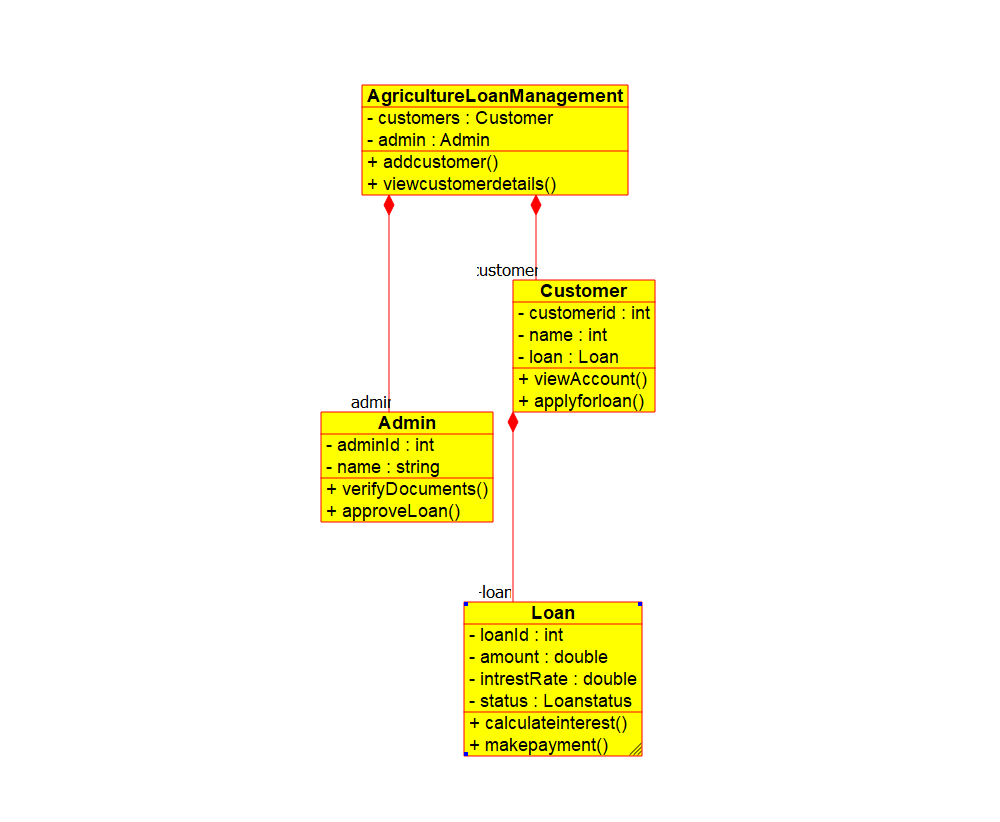 AgricultureLoanManagement
- customers : Customer
- admin : Admin
+ addcustomer()
+ viewcustomerdetails()
customer
Customer
- customerid : int
- name : int
- loan : Loan
+ viewAccount()
+ applyforloan()
admin
Admin
- adminId : int
- name : string
+ verifyDocuments()
+ approveLoan()
-loan
Loan
- loanId : int
- amount : double
- intrestRate : double
- status : Loanstatus
+ calculateinterest()
+ makepayment()